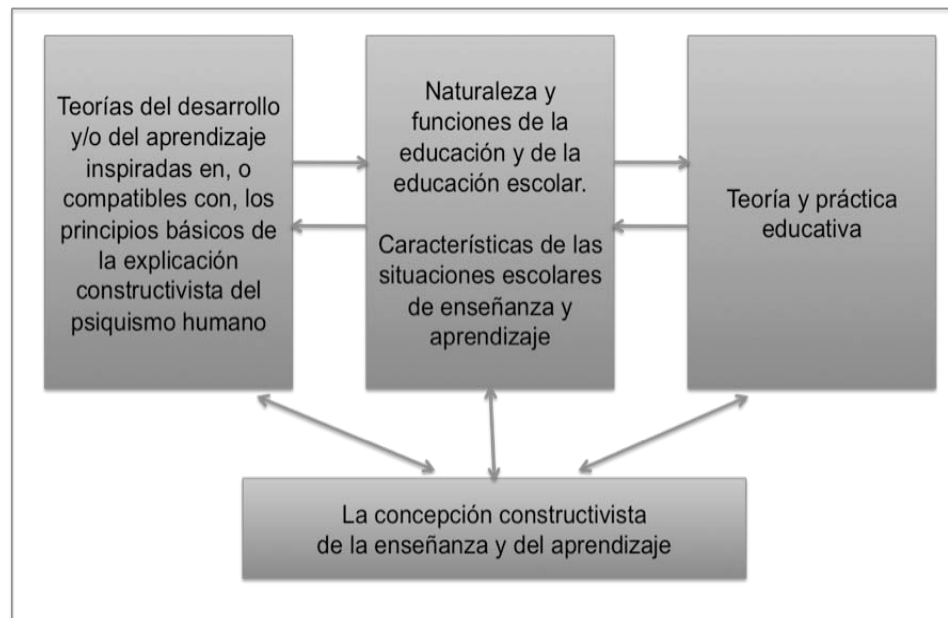 Teorías del desarrollo
y/o del aprendizaje
inspiradas en, o
compatibles con, los
principios básicos de
la explicación
constructivista del
psiquismo humano
Naturaleza y
funciones de la
educación y de la
educación escolar.
Características de las
situaciones escolares
de enseñanza y
aprendizaje
Teoría y práctica
educativa
La concepción constructivista
de la enseñanza y del aprendizaje